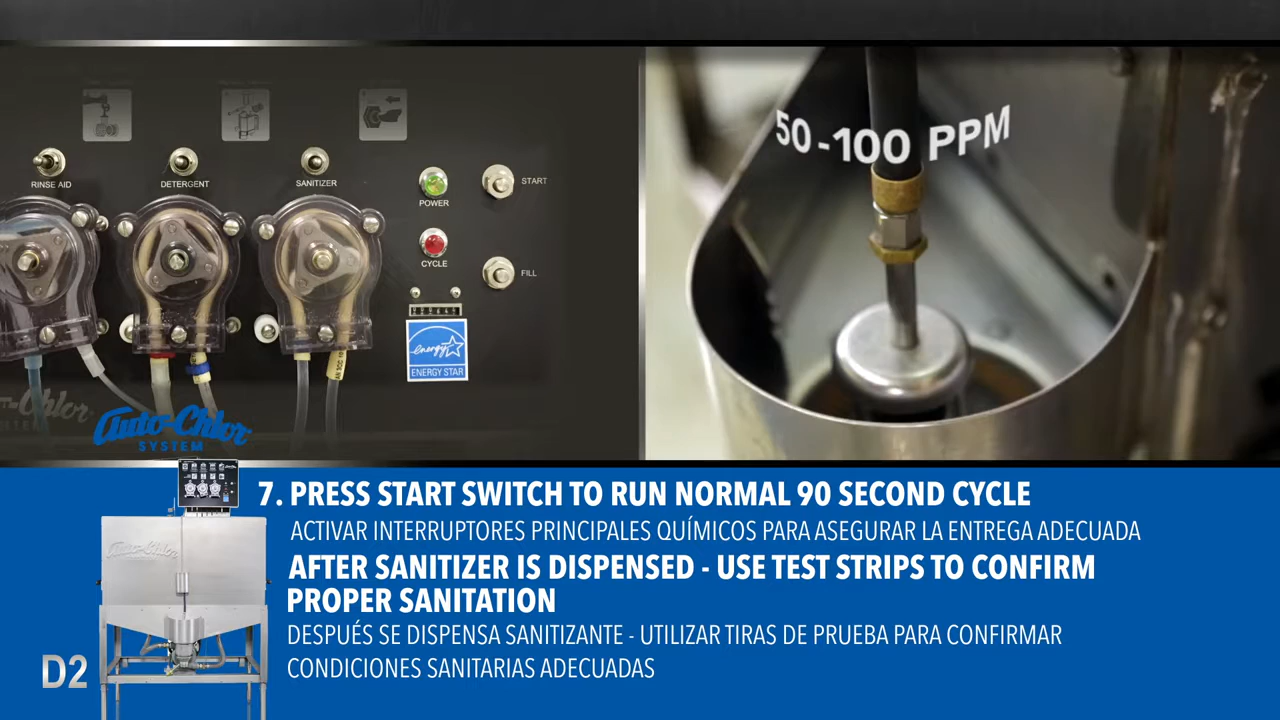 50-100 PPM
RINSE AID
DETERGENT
SANITIZER
POWER
START
CYCLE
FILL
energy
ENERGY STAR
Auto-Chlor
SYSTEM
7. PRESS START SWITCH TO RUN NORMAL 90 SECOND CYCLE
ACTIVAR INTERRUPTORES PRINCIPALES QUÍMICOS PARA ASEGURAR LA ENTREGA ADECUADA
AFTER SANITIZER IS DISPENSED - USE TEST STRIPS TO CONFIRM
PROPER SANITATION
DESPUÉS SE DISPENSA SANITIZANTE - UTILIZAR TIRAS DE PRUEBA PARA CONFIRMAR
CONDICIONES SANITARIAS ADECUADAS
Auto-Chlor
D2